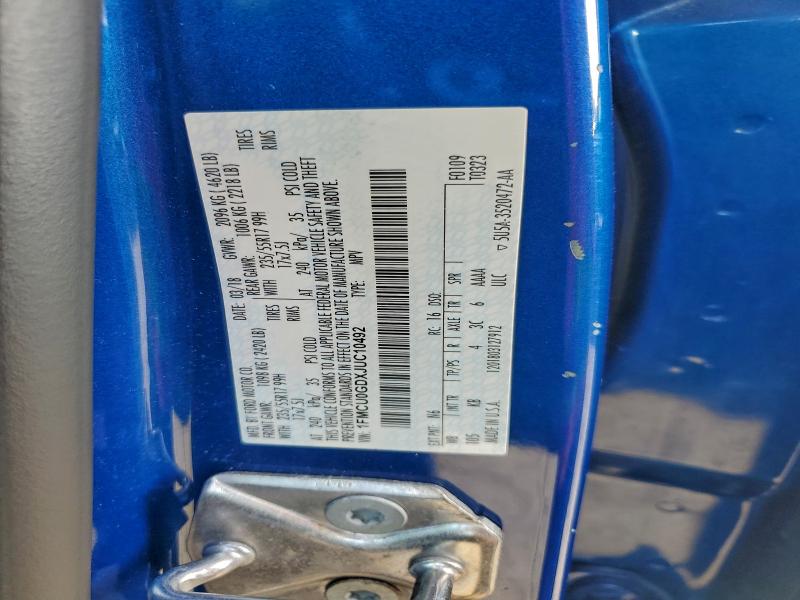 MFD. BY FORD MOTOR CO.
DATE: 03/18 GVWR: 2096 KG ( 4620 LB)
FRONT GAWR: 1098 KG (2420 LB) REAR GAWR: 1006 KG ( 2218 LB)
WITH 235/55R17 99H TIRES
17x7.5J RIMS
AT 240 kPa/ 35 PSI COLD
WITH 235/55R17 99H TIRES
17x7.5J RIMS
AT 240 kPa/ 35 PSI COLD
THIS VEHICLE CONFORMS TO ALL APPLICABLE FEDERAL MOTOR VEHICLE SAFETY AND THEFT
PREVENTION STANDARDS IN EFFECT ON THE DATE OF MANUFACTURE SHOWN ABOVE.
VIN: 1FMCU0GDXJUC10492 TYPE: MPV
EXT PNT: N6 RC: 16 DSO: F0109
WB INT TR TP/PS R AXLE TR SPR T0323
105 KB 4 3C 6 AAAA
MADE IN U.S.A. 1201803127912 ULC 5U5A-3520472-AA